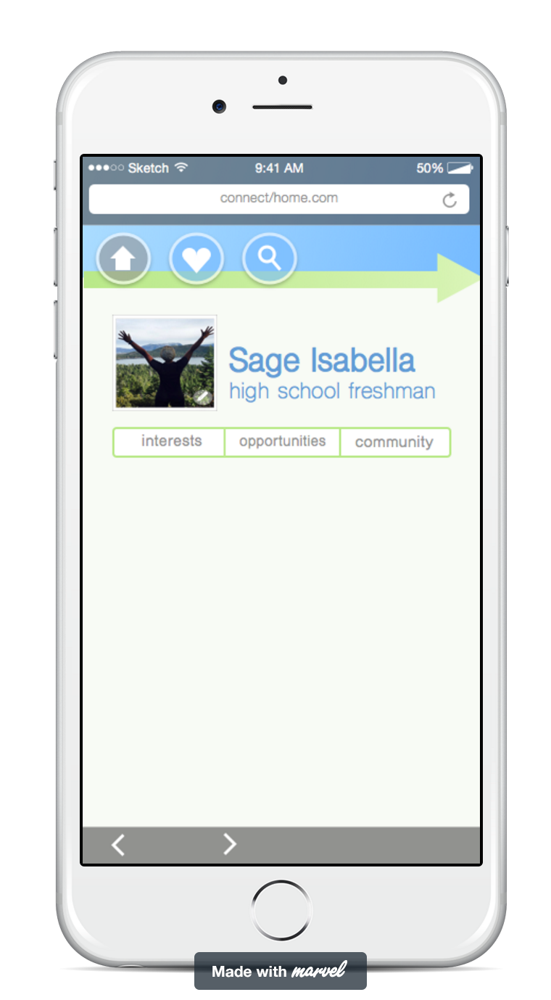 Sketch 9:41 AM 50%
connect/home.com
Sage Isabella
high school freshman
interests opportunities community
Made with marvel